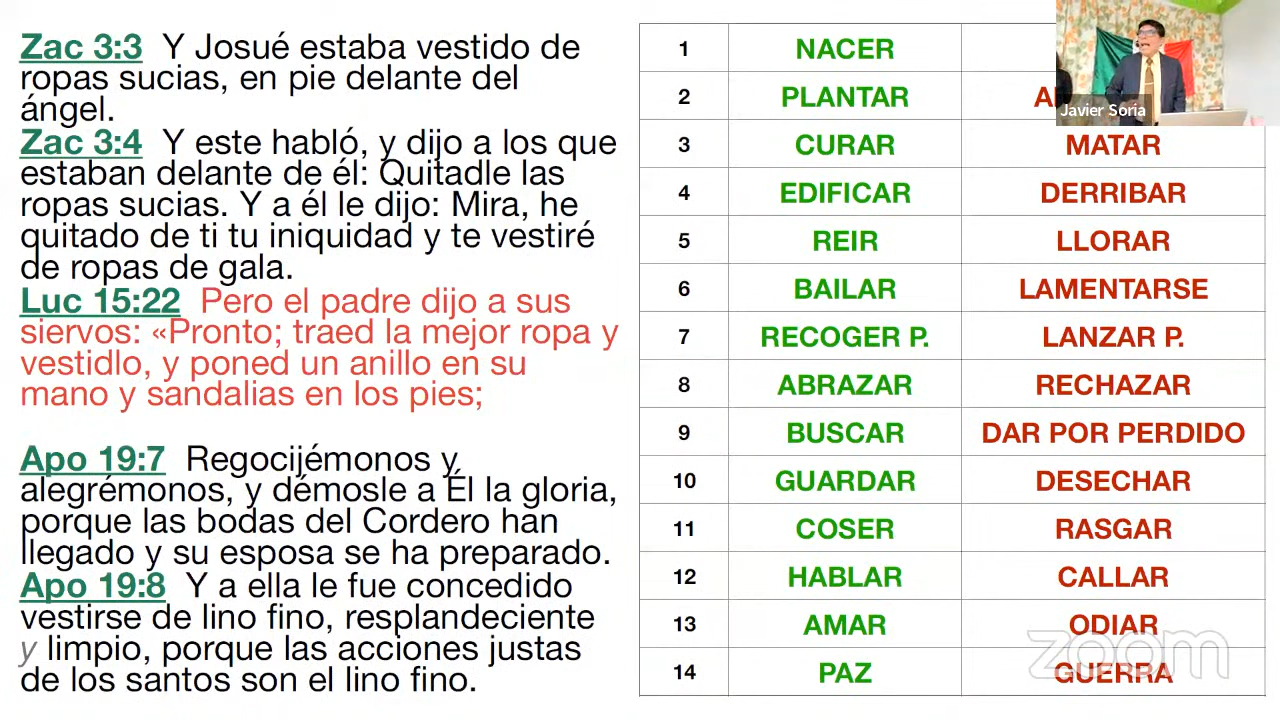 Zac 3:3 Y Josué estaba vestido de
ropas sucias, en pie delante del
ángel.
Zac 3:4 Y este habló, y dijo a los que
estaban delante de él: Quitadle las
ropas sucias. Y a él le dijo: Mira, he
quitado de ti tu iniquidad y te vestiré
de ropas de gala.
Luc 15:22 Pero el padre dijo a sus
siervos: «Pronto; traed la mejor ropa y
vestidlo, y poned un anillo en su
mano y sandalias en los pies;
Apo 19:7 Regocijémonos y
alegrémonos, y démosle a Él la gloria,
porque las bodas del Cordero han
llegado y su esposa se ha preparado.
Apo 19:8 Y a ella le fue concedido
vestirse de lino fino, resplandeciente
y limpio, porque las acciones justas
de los santos son el lino fino.
1 NACER
2 PLANTAR
3 CURAR MATAR
4 EDIFICAR DERRIBAR
5 REIR LLORAR
6 BAILAR LAMENTARSE
7 RECOGER P. LANZAR P.
8 ABRAZAR RECHAZAR
9 BUSCAR DAR POR PERDIDO
10 GUARDAR DESECHAR
11 COSER RASGAR
12 HABLAR CALLAR
13 AMAR ODIAR
14 PAZ GUERRA
Javier Soria
zoom